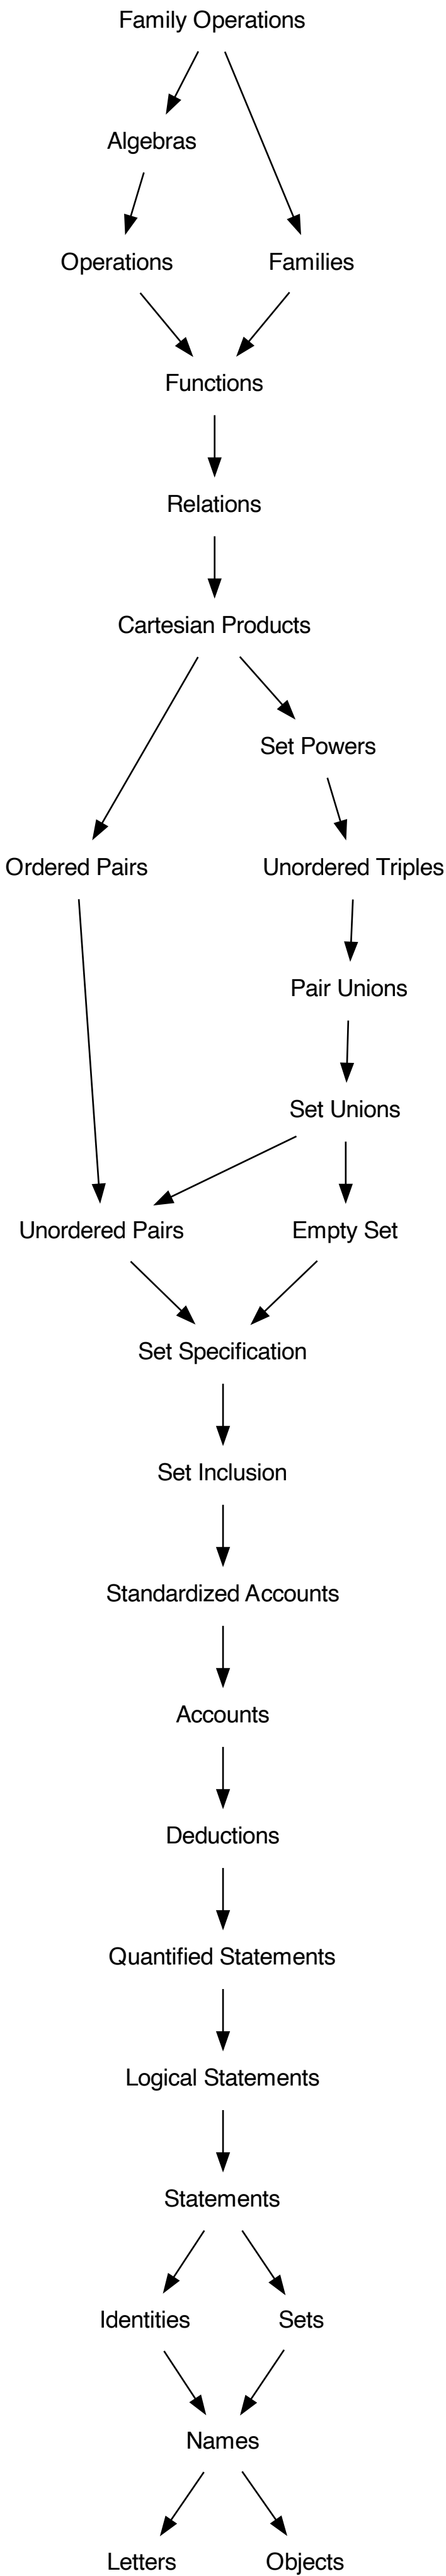 Family Operations
Algebras
Operations
Families
Functions
Relations
Cartesian Products
Set Powers
Ordered Pairs
Unordered Triples
Pair Unions
Set Unions
Unordered Pairs
Empty Set
Set Specification
Set Inclusion
Standardized Accounts
Accounts
Deductions
Quantified Statements
Logical Statements
Statements
Identities
Sets
Names
Letters
Objects